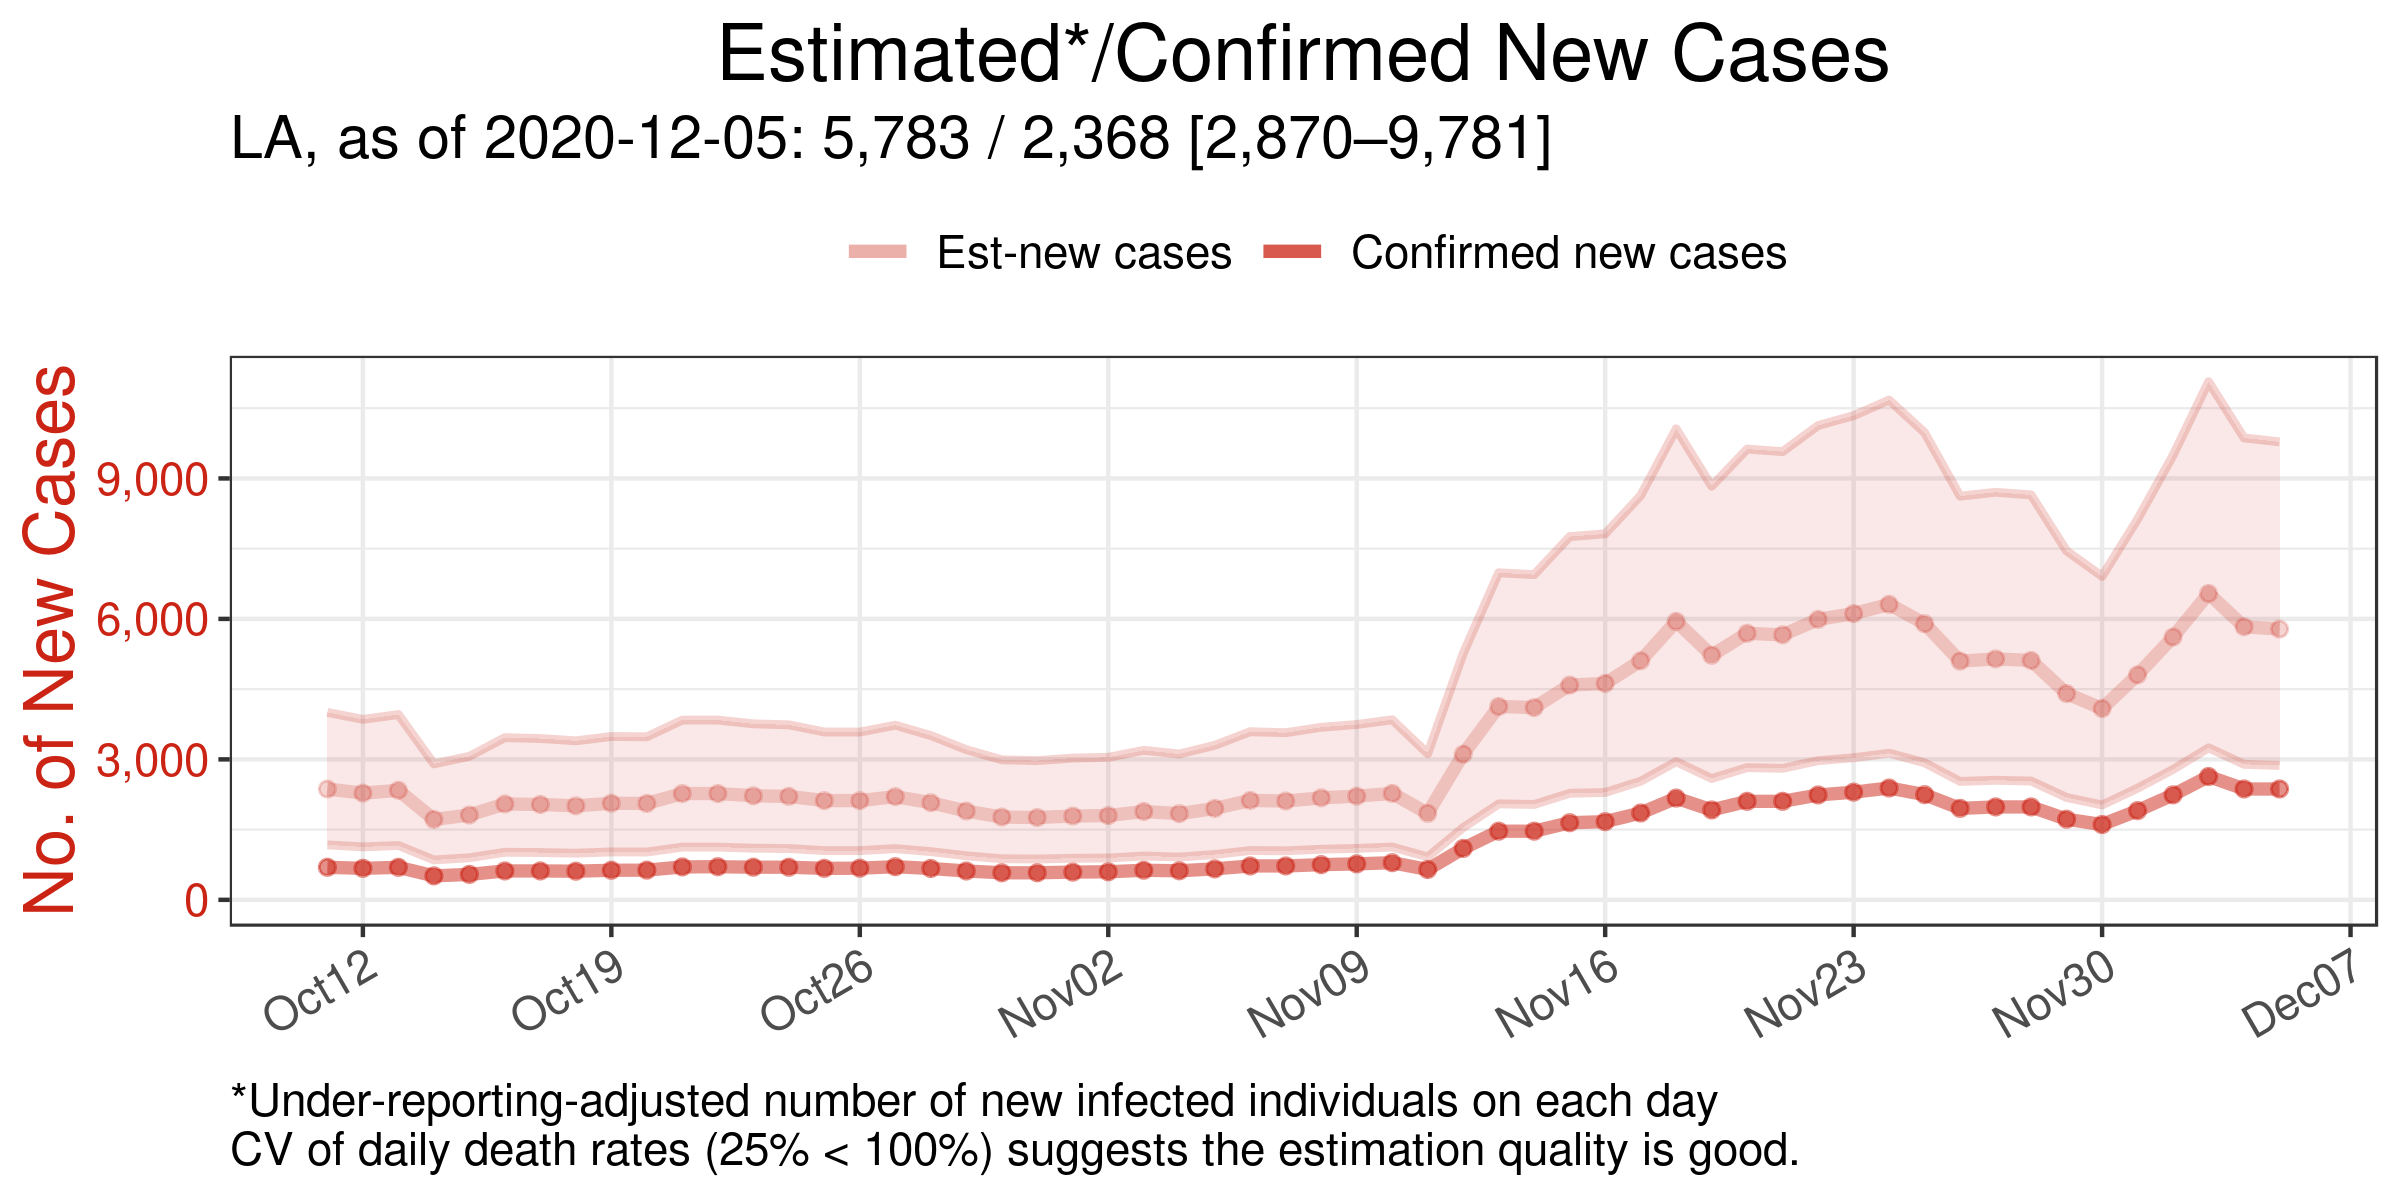 Estimated*/Confirmed New Cases
LA, as of 2020-12-05: 5,783 / 2,368 [2,870–9,781]
Est-new cases
Confirmed new cases
No. of New Cases
9,000
6,000
3,000
0
Oct12
Oct19
Oct26
Nov02
Nov09
Nov16
Nov23
Nov30
Dec07
*Under-reporting-adjusted number of new infected individuals on each day
CV of daily death rates (25% < 100%) suggests the estimation quality is good.